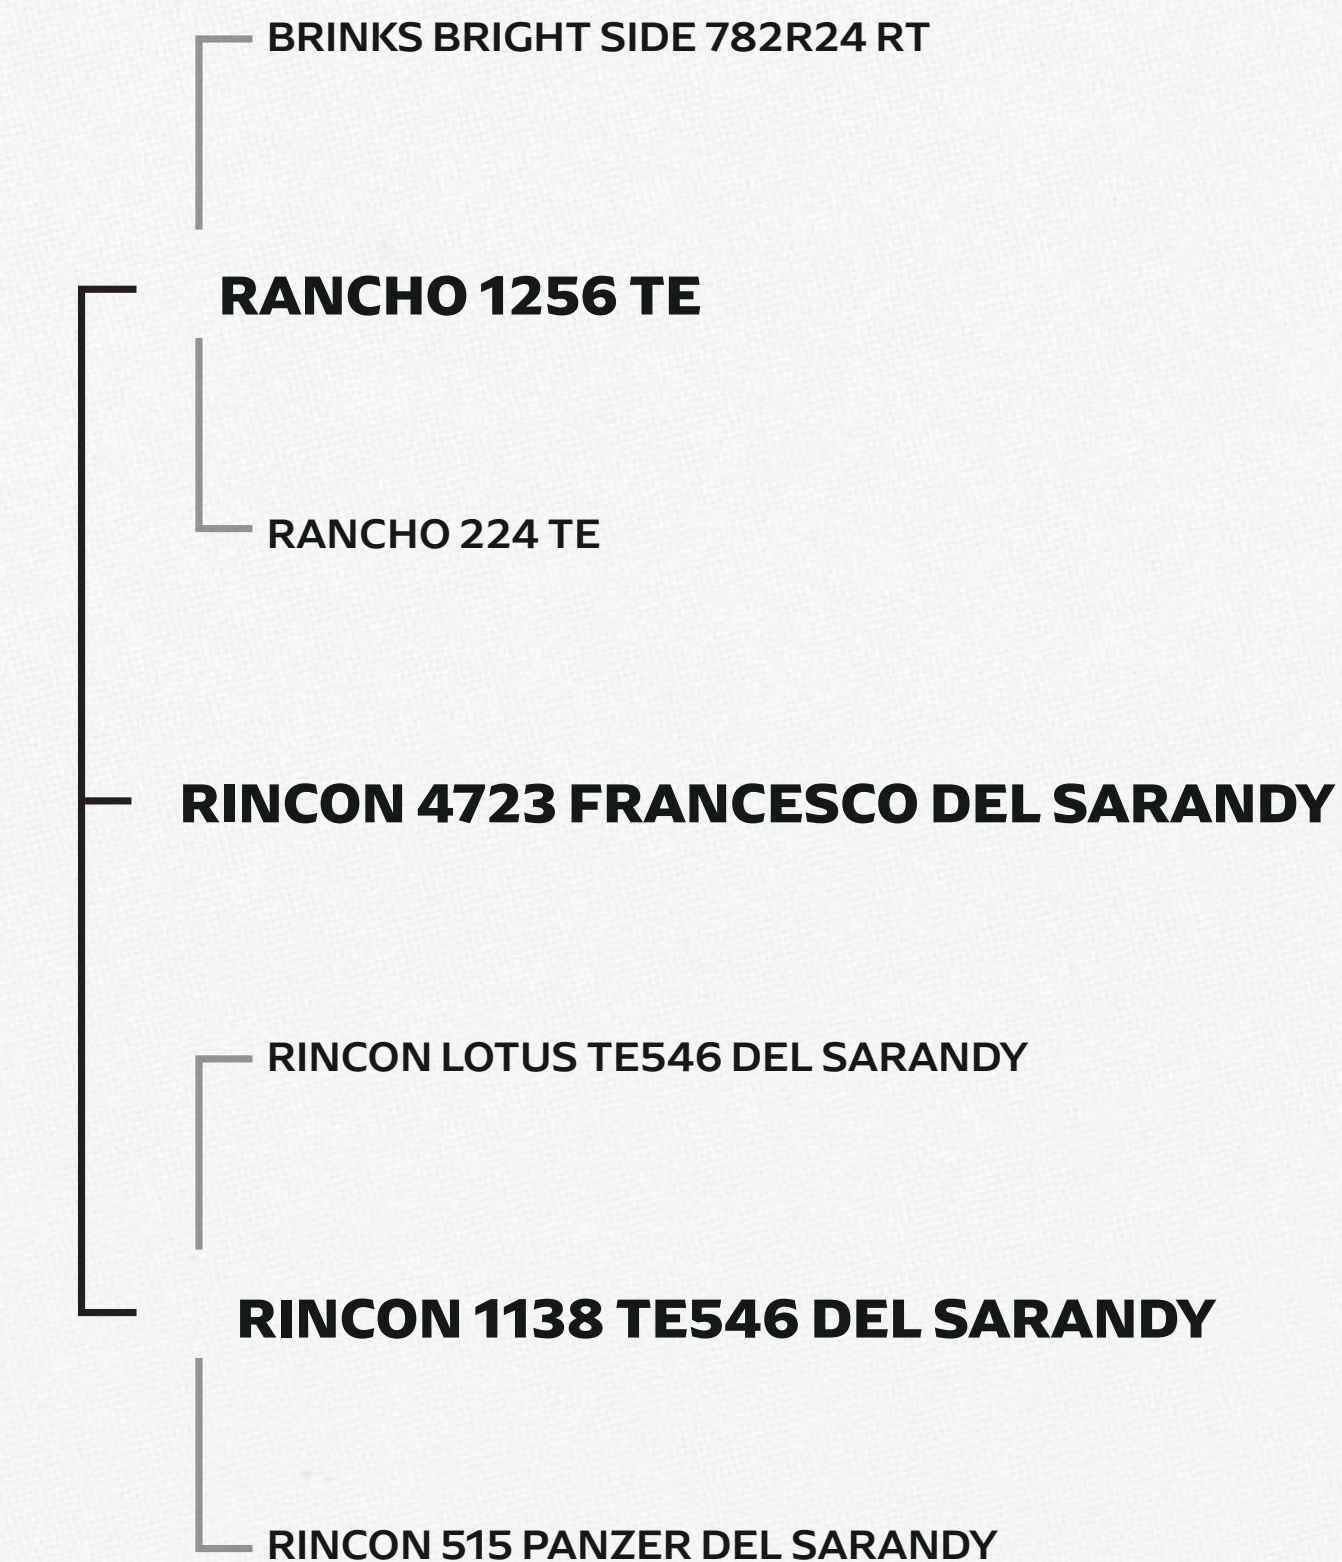 BRINKS BRIGHT SIDE 782R24 RT
RANCHO 1256 TE
RANCHO 224 TE
RINCON 4723 FRANCESCO DEL SARANDY
RINCON LOTUS TE546 DEL SARANDY
RINCON 1138 TE546 DEL SARANDY
RINCON 515 PANZER DEL SARANDY